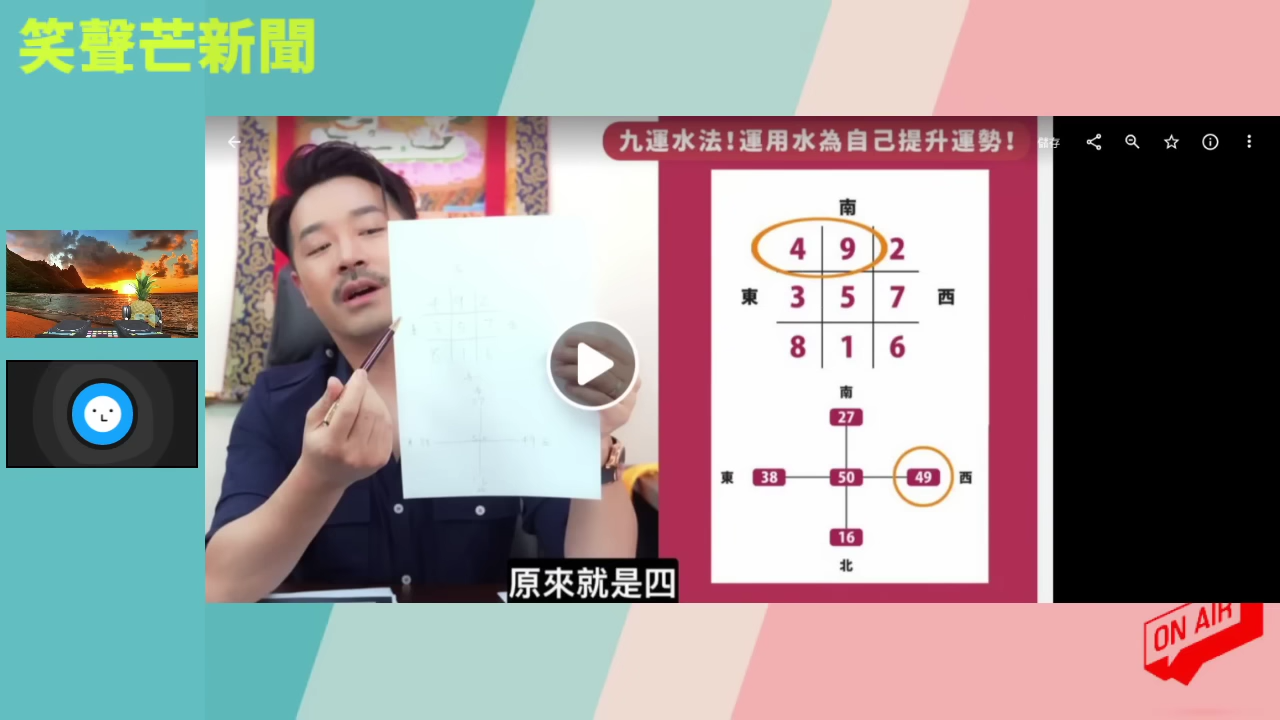 笑聲芒新聞
九運水法!運用水為自己提升運勢!
儲存
南
4 9 2
東 3 5 7 西
8 1 6
南
27
東 38 50 49 西
16
北
原來就是四
ON AIR